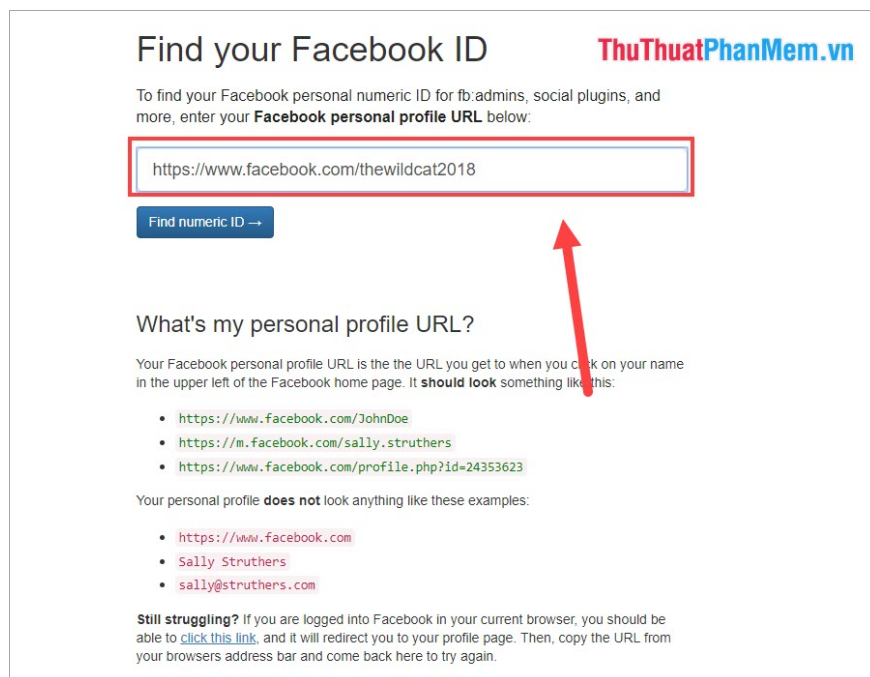 Find your Facebook ID
ThuThuatPhanMem.vn
To find your Facebook personal numeric ID for fb:admins, social plugins, and
more, enter your Facebook personal profile URL below:
https://www.facebook.com/thewildcat2018
Find numeric ID →
What's my personal profile URL?
Your Facebook personal profile URL is the the URL you get to when you click on your name
in the upper left of the Facebook home page. It should look something like this:
• https://www.facebook.com/JohnDoe
• https://m.facebook.com/sally.struthers
• https://www.facebook.com/profile.php?id=24353623
Your personal profile does not look anything like these examples:
• https://www.facebook.com
• Sally Struthers
• sally@struthers.com
Still struggling? If you are logged into Facebook in your current browser, you should be
able to click this link, and it will redirect you to your profile page. Then, copy the URL from
your browsers address bar and come back here to try again.